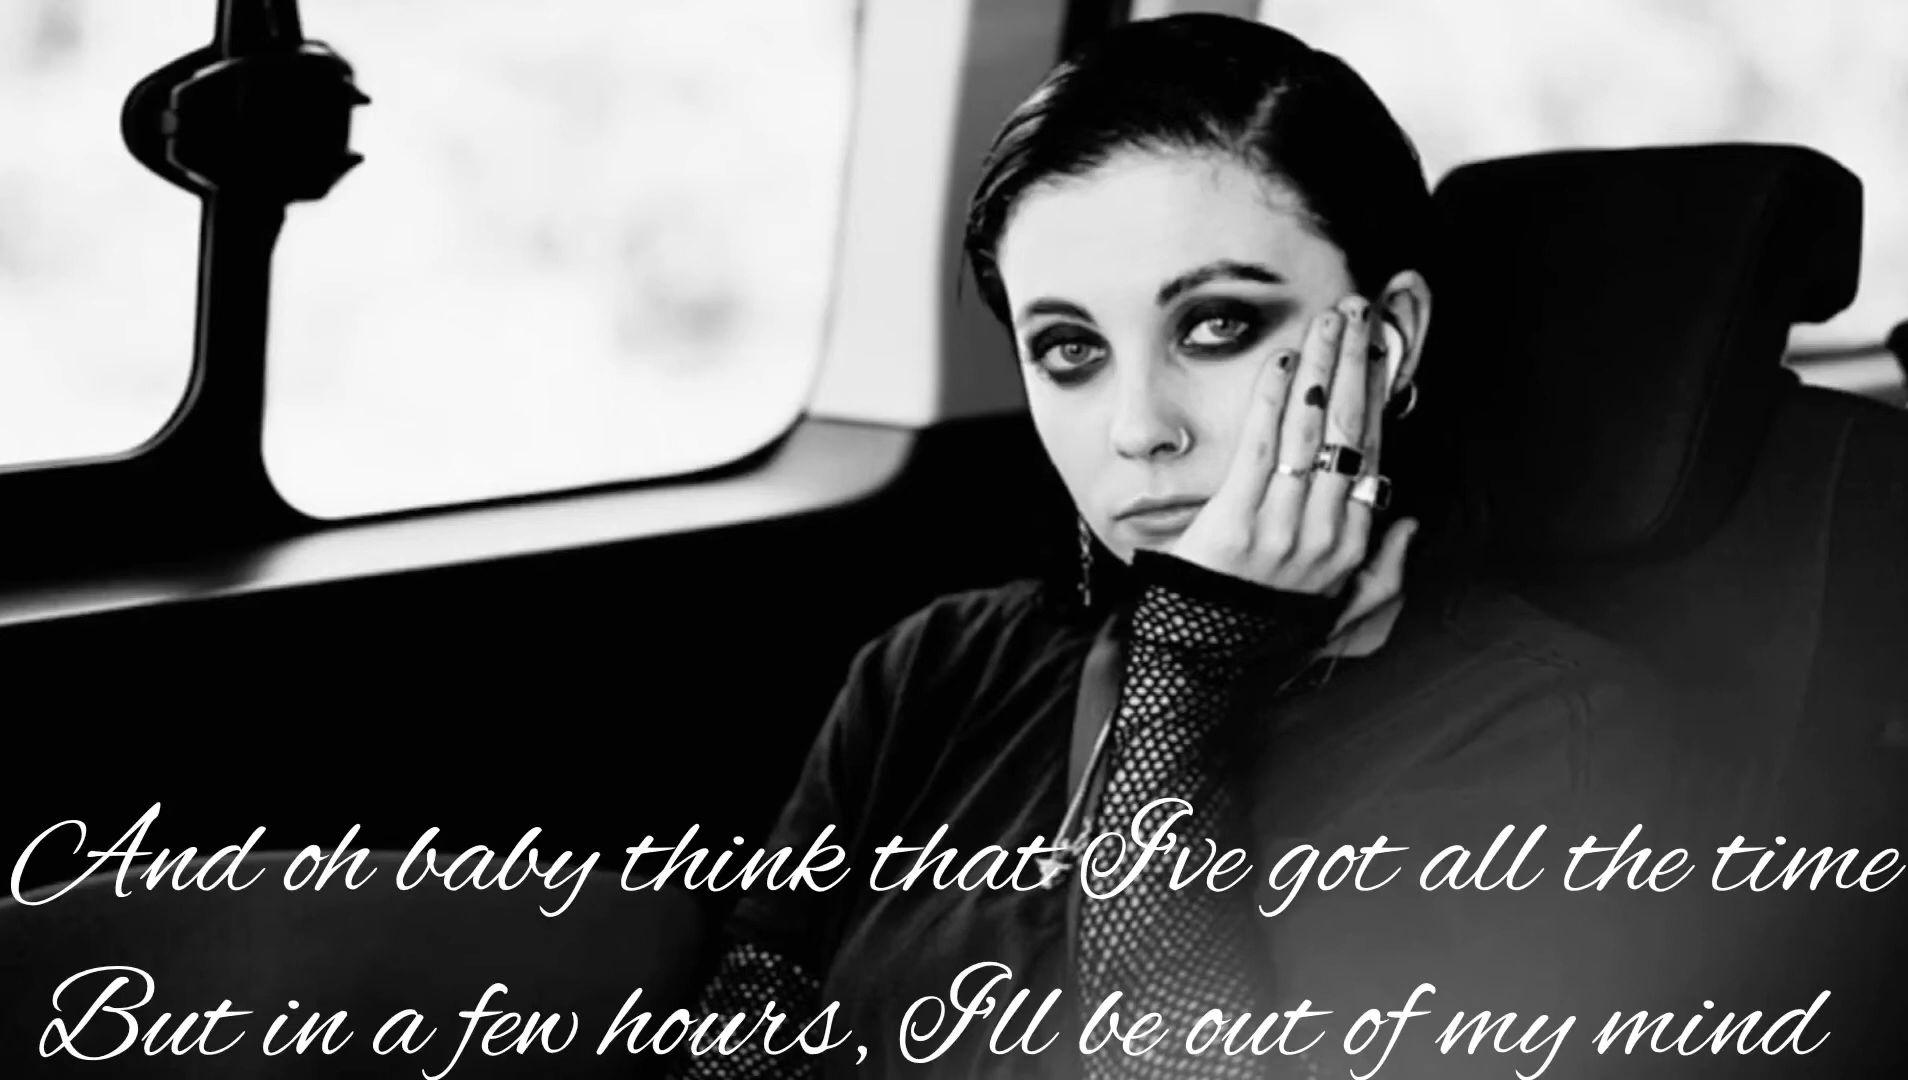 And oh baby think that I've got all the time
But in a few hours, I'll be out of my mind